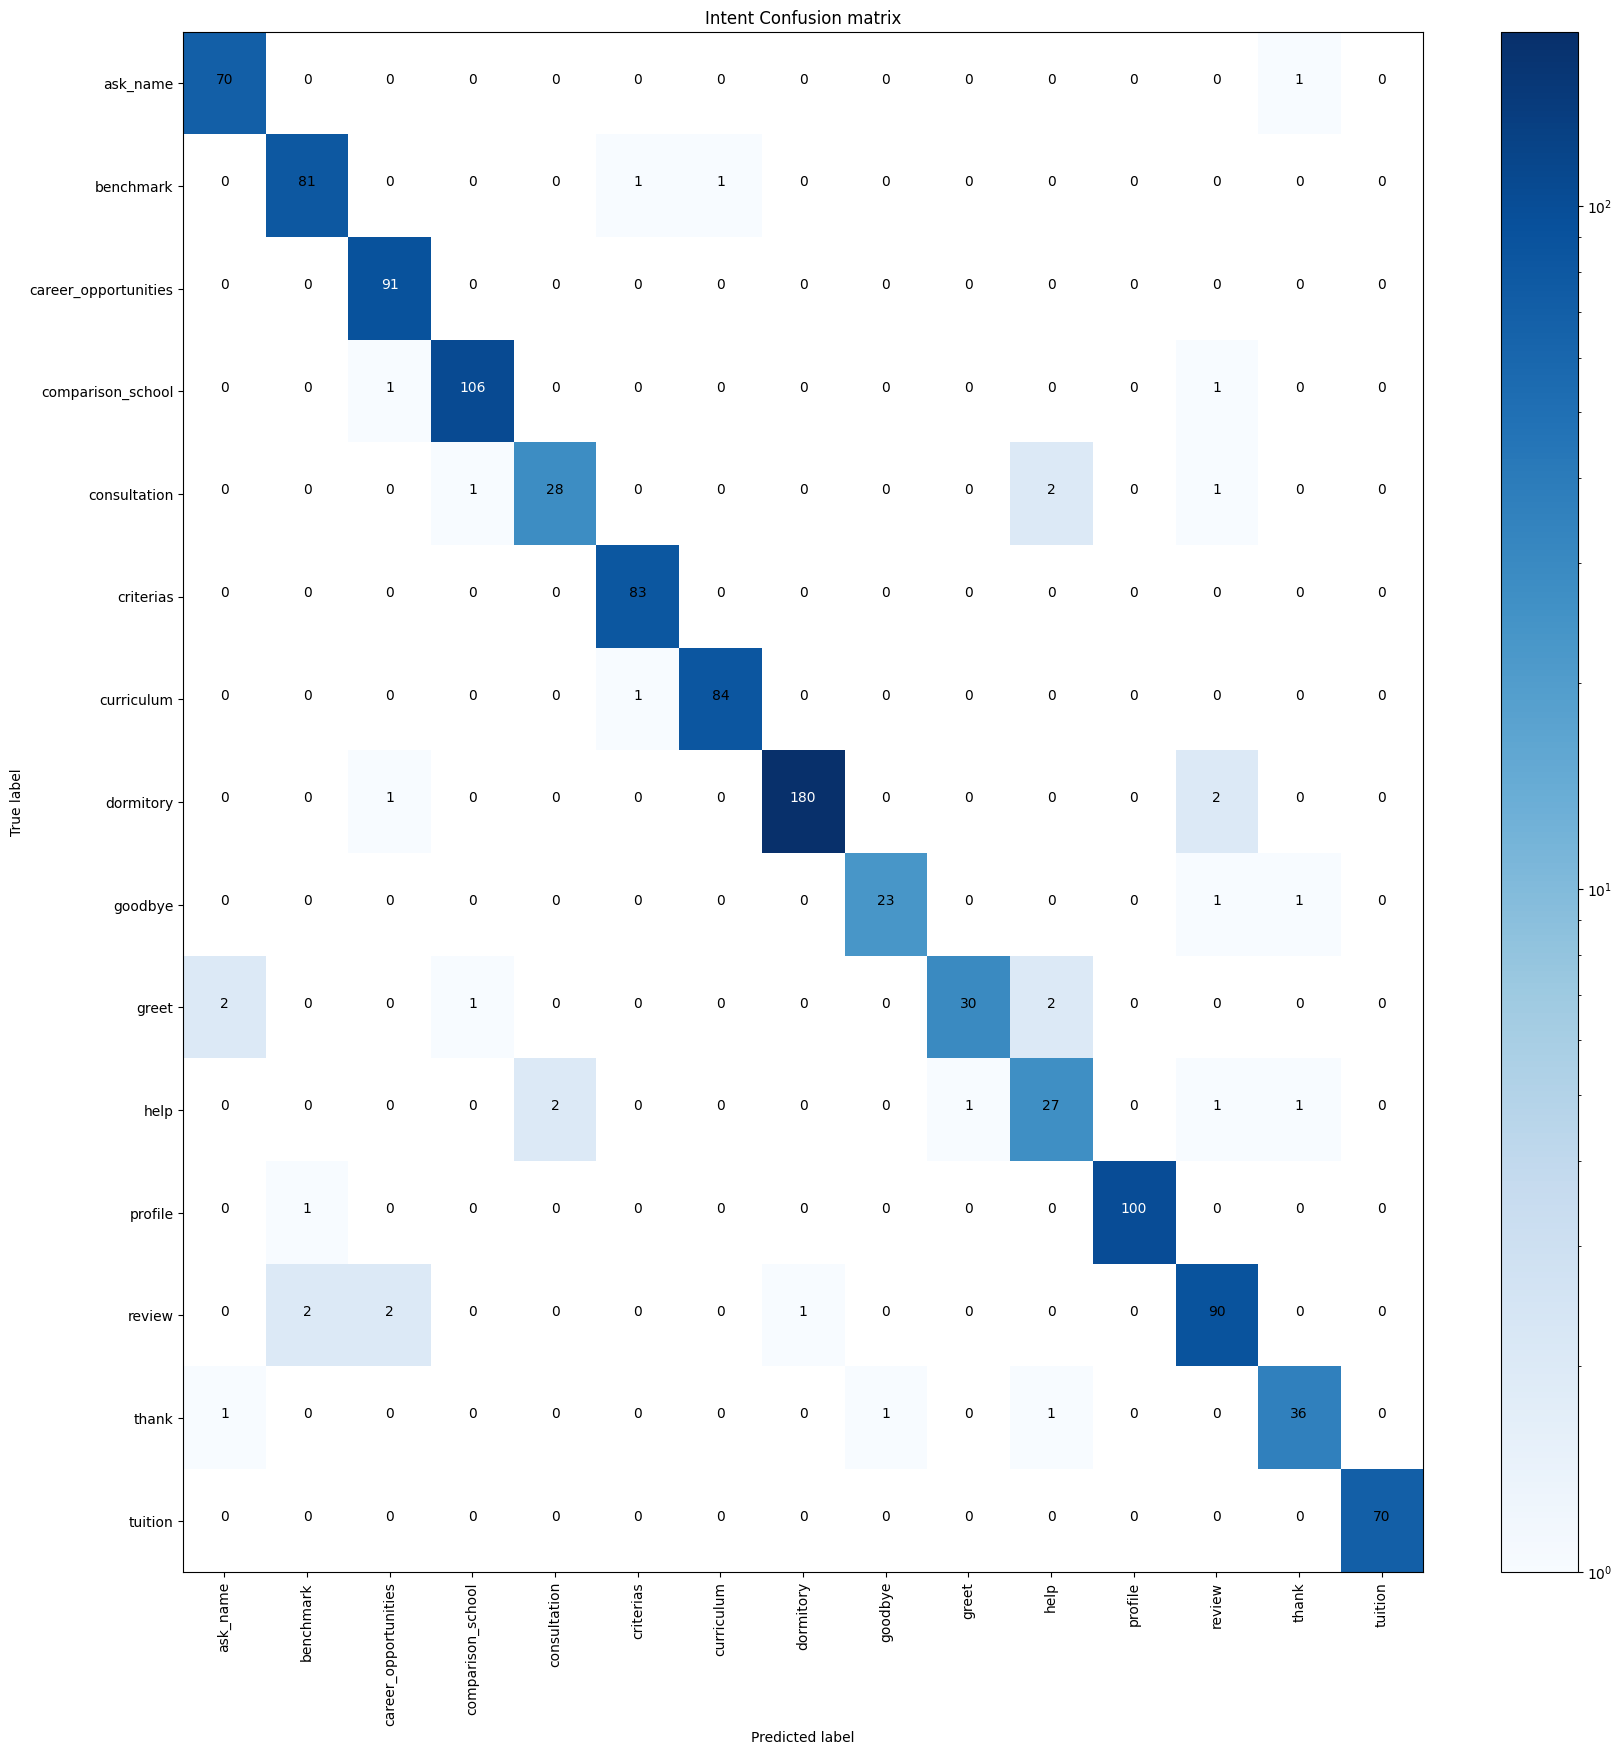 Intent Confusion matrix
ask_name 70 0 0 0 0 0 0 0 0 0 0 0 0 1 0
benchmark 0 81 0 0 0 1 1 0 0 0 0 0 0 0 0
10²
career_opportunities 0 0 91 0 0 0 0 0 0 0 0 0 0 0 0
comparison_school 0 0 1 106 0 0 0 0 0 0 0 0 1 0 0
consultation 0 0 0 1 28 0 0 0 0 0 2 0 1 0 0
criterias 0 0 0 0 0 83 0 0 0 0 0 0 0 0 0
curriculum 0 0 0 0 0 1 84 0 0 0 0 0 0 0 0
True label
dormitory 0 0 1 0 0 0 0 180 0 0 0 0 2 0 0
10¹
goodbye 0 0 0 0 0 0 0 0 23 0 0 0 1 1 0
greet 2 0 0 1 0 0 0 0 0 30 2 0 0 0 0
help 0 0 0 0 2 0 0 0 0 1 27 0 1 1 0
profile 0 1 0 0 0 0 0 0 0 0 0 100 0 0 0
review 0 2 2 0 0 0 0 1 0 0 0 0 90 0 0
thank 1 0 0 0 0 0 0 0 1 0 1 0 0 36 0
tuition 0 0 0 0 0 0 0 0 0 0 0 0 0 0 70
10⁰
ask_name
benchmark
career_opportunities
comparison_school
consultation
criterias
curriculum
dormitory
goodbye
greet
help
profile
review
thank
tuition
Predicted label